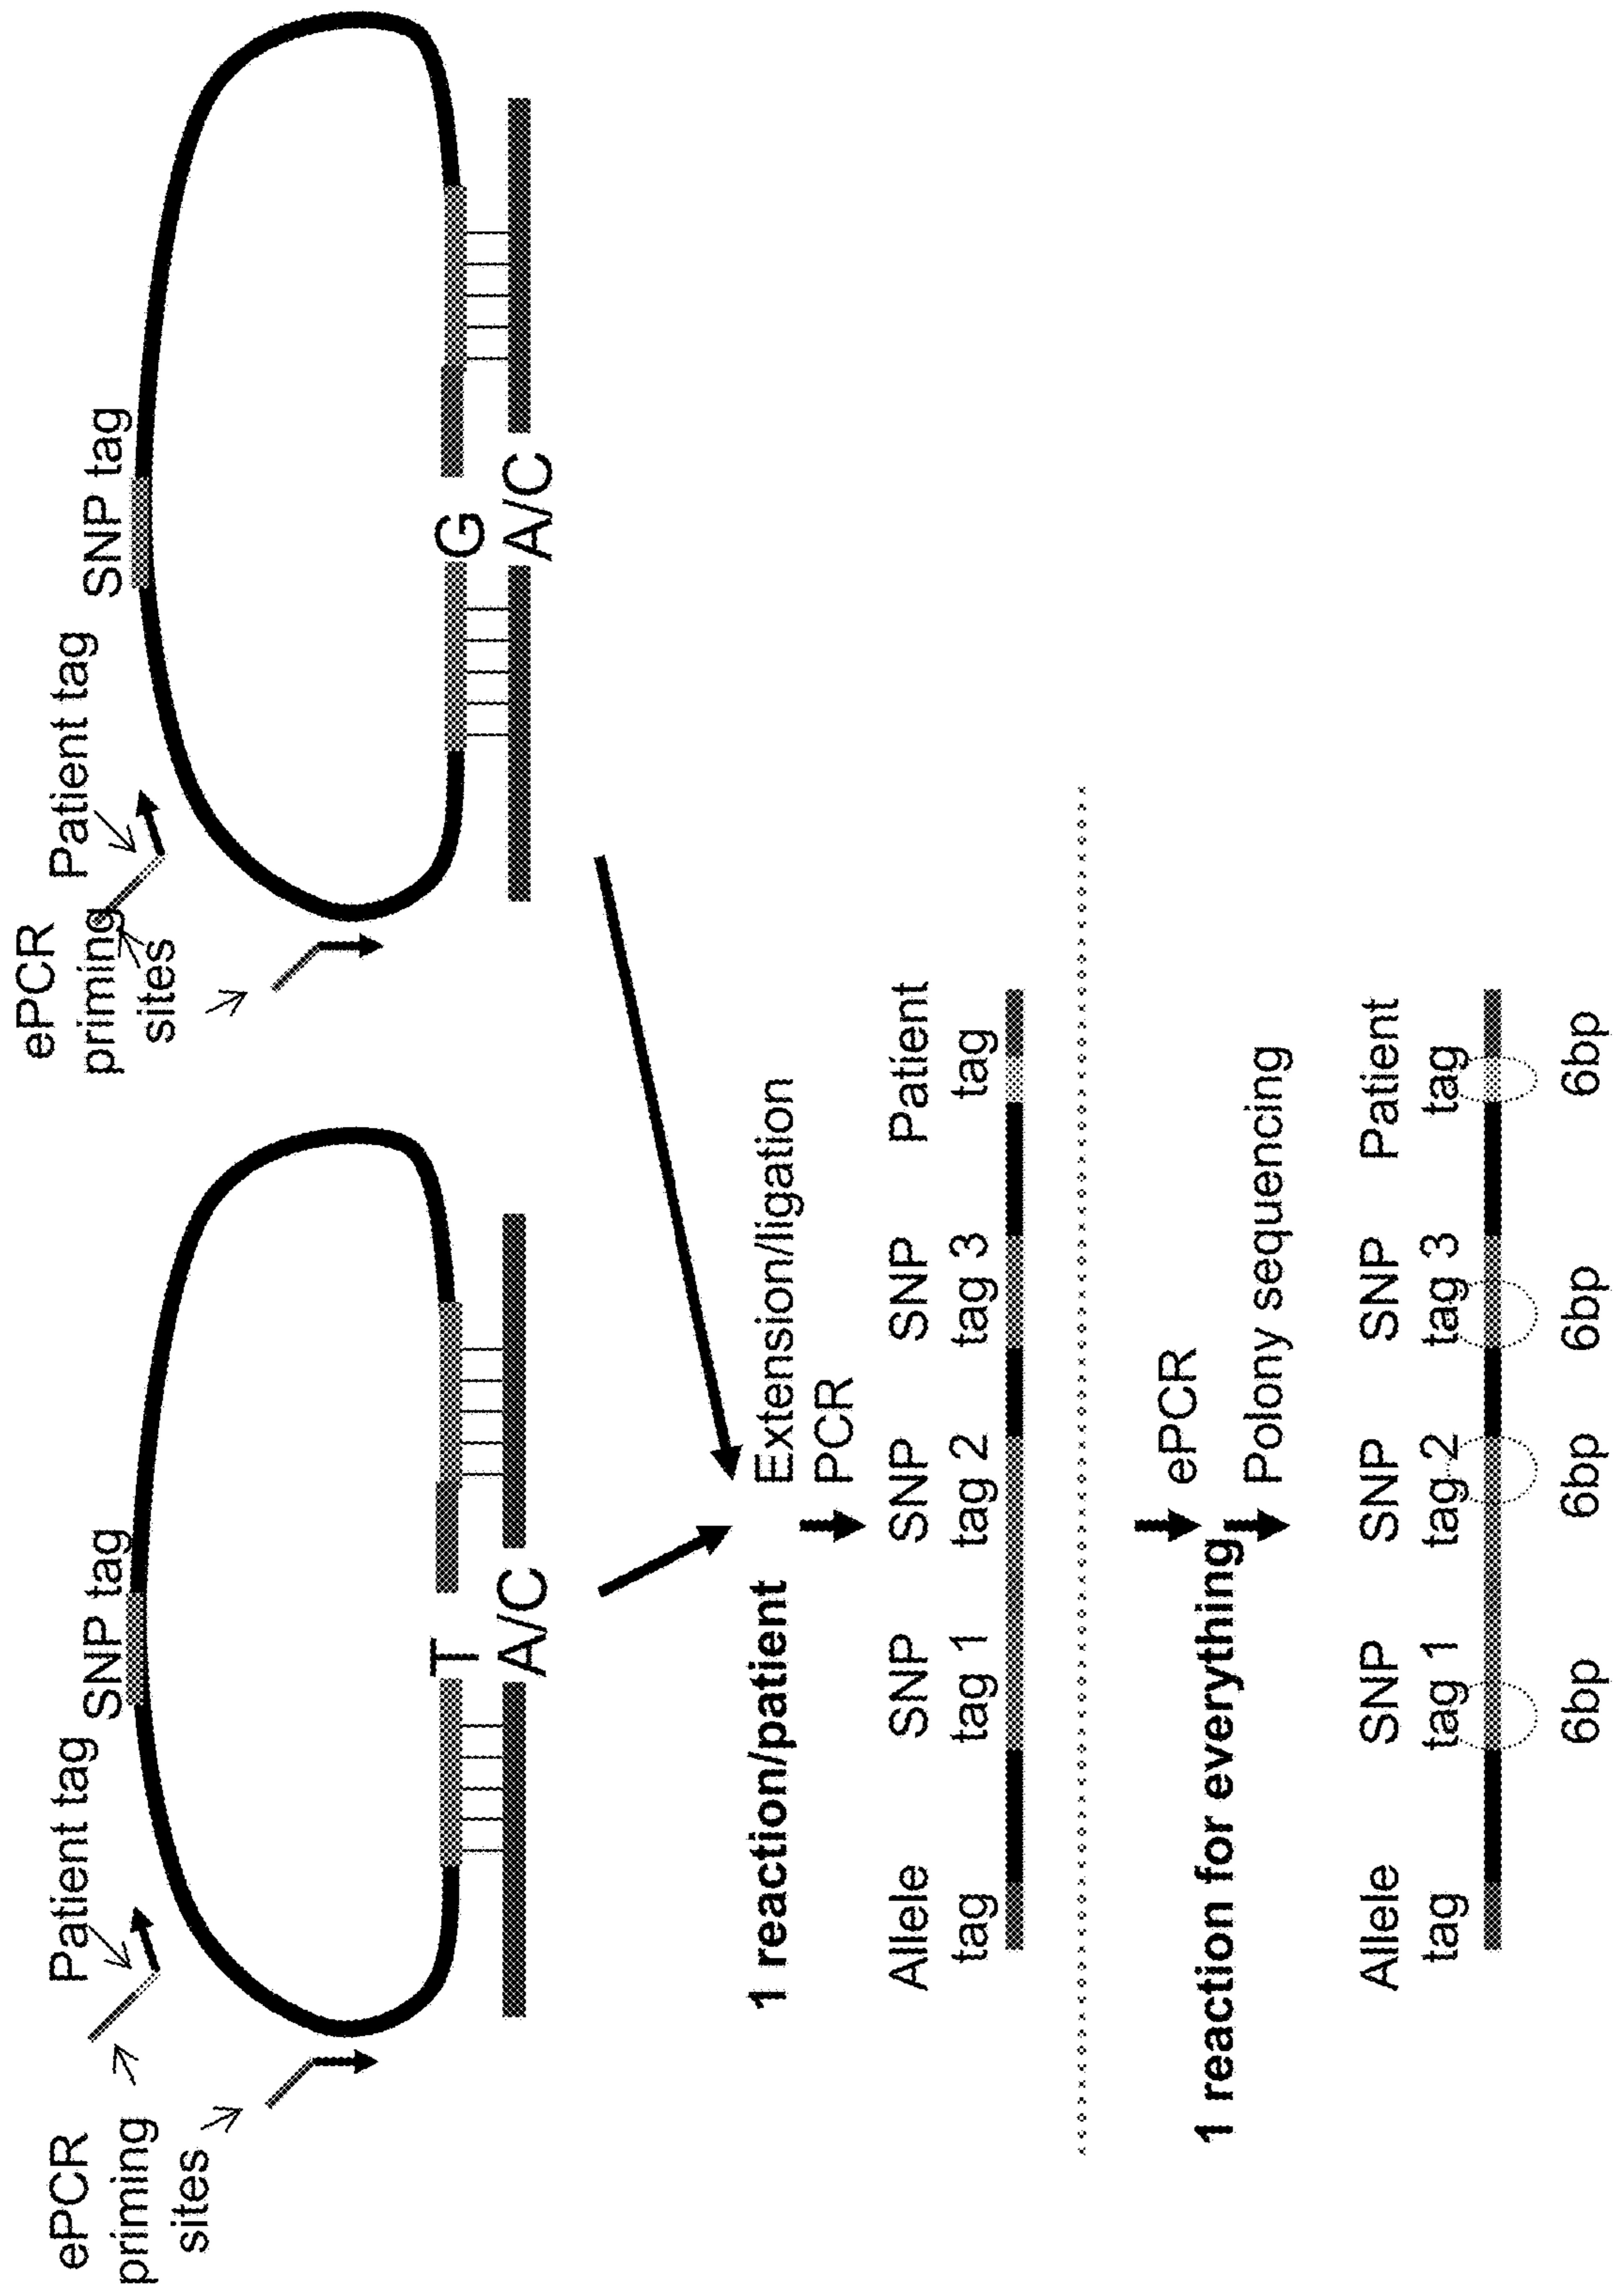 ePCR
priming
sites
Patient tag
SNP tag
T
A/C
ePCR
priming
sites
Patient tag
SNP tag
G
A/C
1 reaction/patient
Extension/ligation
PCR
Allele
tag
SNP
tag 1
SNP
tag 2
SNP
tag 3
Patient
tag
1 reaction for everything
ePCR
Polony sequencing
Allele
tag
SNP
tag 1
SNP
tag 2
SNP
tag 3
Patient
tag
6bp
6bp
6bp
6bp